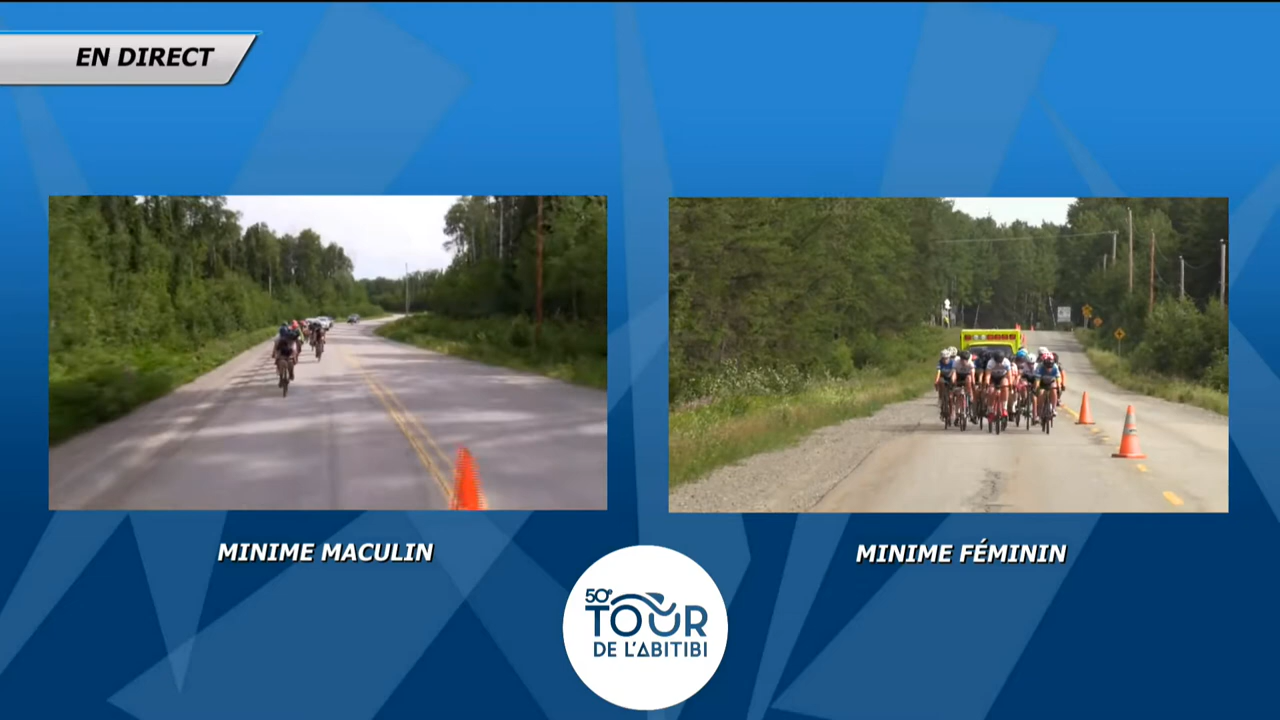 EN DIRECT
MINIME MACULIN
MINIME FÉMININ
50e
TOUR
DE L'ABITIBI